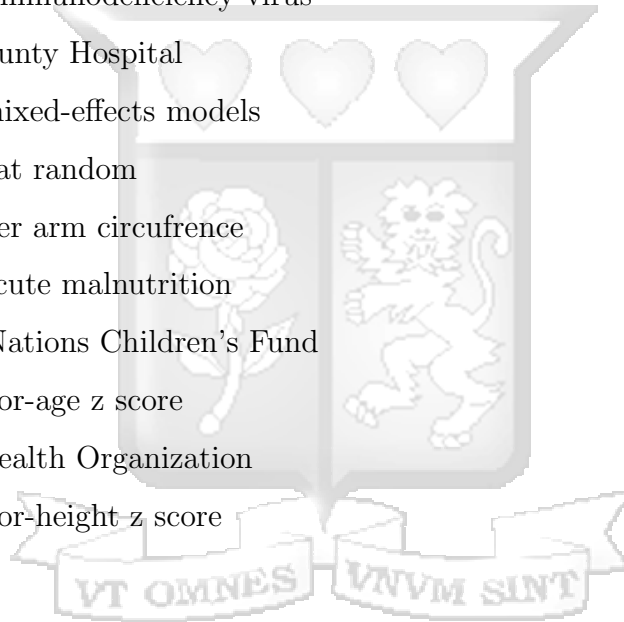 mmunodeficiency virus
unty Hospital
nixed-effects models
at random
er arm circufrence
cute malnutrition
Nations Children's Fund
or-age z score
ealth Organization
or-height z score
VT OMNES VNVM SINT